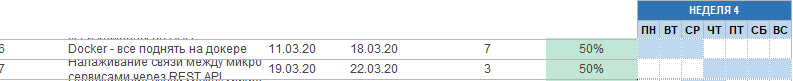 НЕДЕЛЯ 4
ПН ВТ СР ЧТ ПТ СБ ВС
6 Docker - все поднять на докере 11.03.20 18.03.20 7 50%
7 Налаживание связи между микро 19.03.20 22.03.20 3 50%
сервисами через REST API